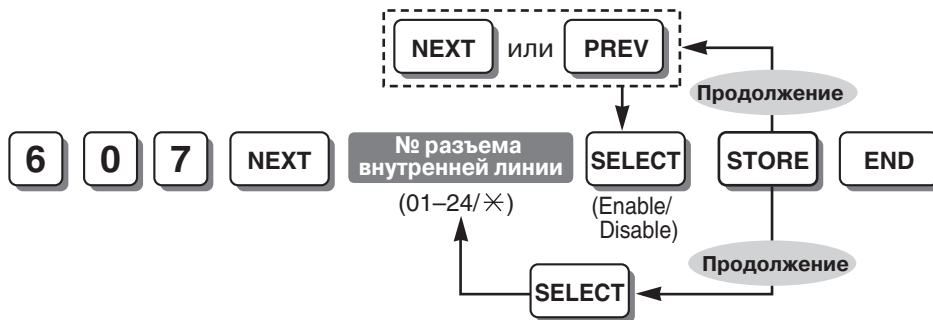 NEXT или PREV
Продолжение
6 0 7 NEXT № разъема внутренней линии SELECT STORE END
(01–24/✳) (Enable/
Disable)
Продолжение
SELECT